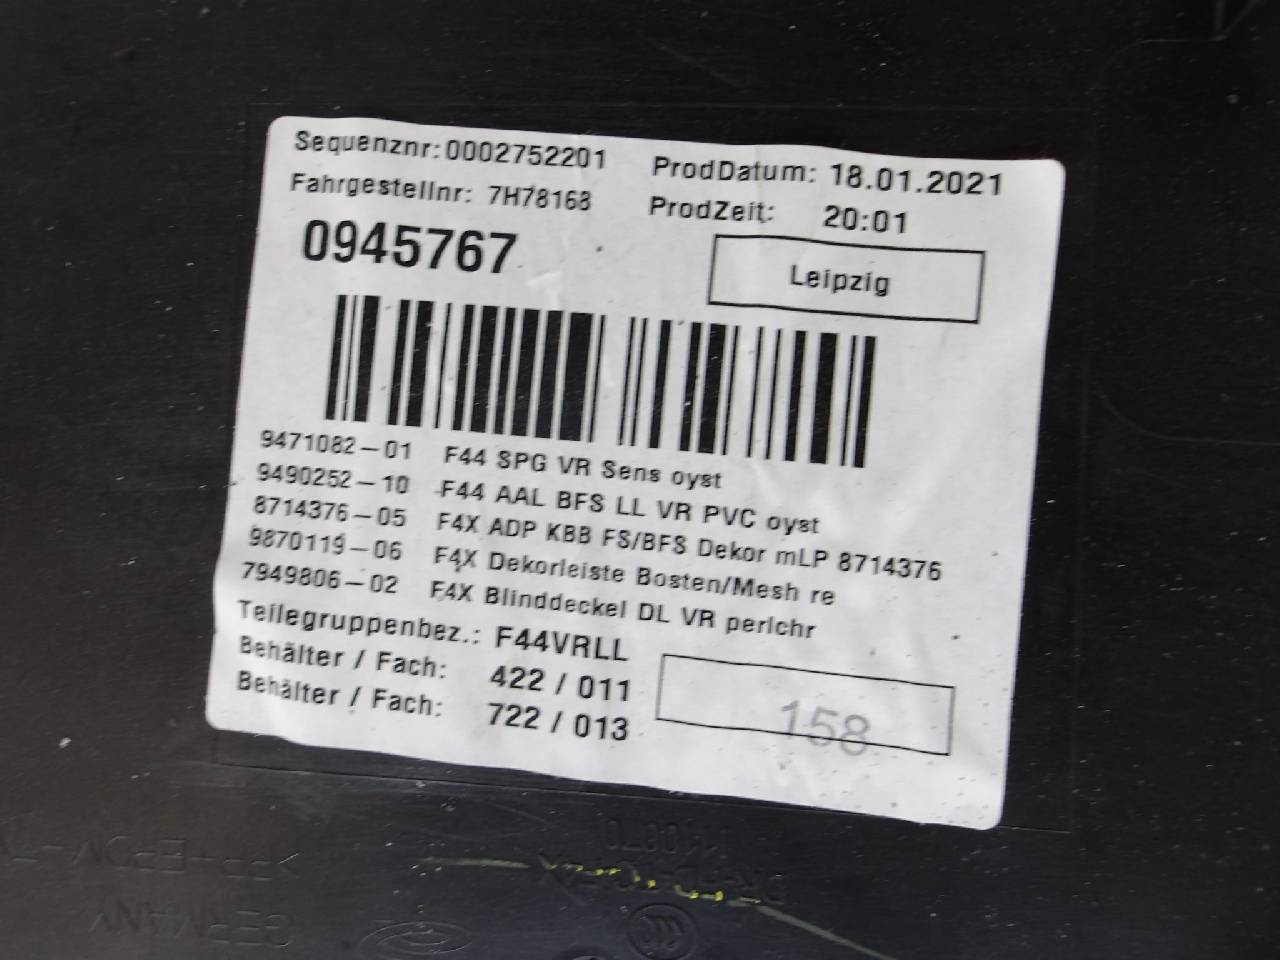 Sequenznr: 0002752201 ProdDatum: 18.01.2021
Fahrgestellnr: 7H78168 ProdZeit: 20:01
0945767
Leipzig
9471082-01 F44 SPG VR Sens oyst
9490252-10 F44 AAL BFS LL VR PVC oyst
8714376-05 F4X ADP KBB FS/BFS Dekor mLP 8714376
9870119-06 F4X Dekorleiste Bosten/Mesh re
7949806-02 F4X Blinddeckel DL VR perlchr
Teilegruppenbez.: F44VRLL
Behälter / Fach: 422 / 011
Behälter / Fach: 722 / 013
158
GERMANY